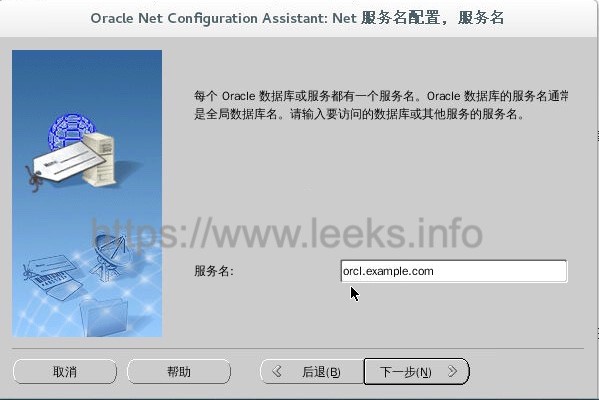 Oracle Net Configuration Assistant: Net 服务名配置，服务名
每个 Oracle 数据库或服务都有一个服务名。Oracle 数据库的服务名通常
是全局数据库名。请输入要访问的数据库或其他服务的服务名。
https://www.leeks.info
服务名:
orcl.example.com
取消
帮助
后退(B)
下一步(N)